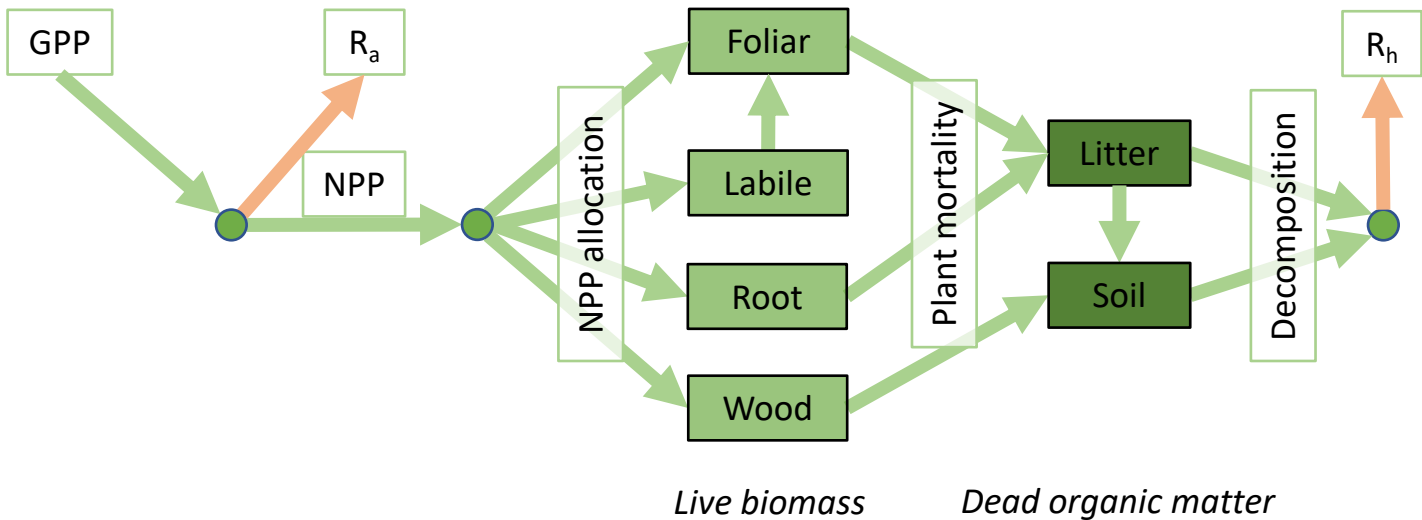 GPP
Rₐ
NPP
NPP allocation
Foliar
Labile
Root
Wood
Plant mortality
Litter
Soil
Decomposition
Rₕ
Live biomass
Dead organic matter